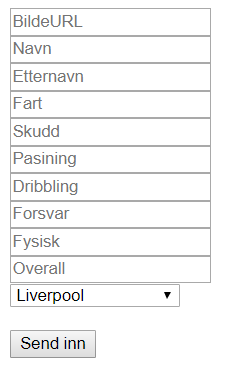 BildeURL
Navn
Etternavn
Fart
Skudd
Pasining
Dribbling
Forsvar
Fysisk
Overall
Liverpool
Send inn